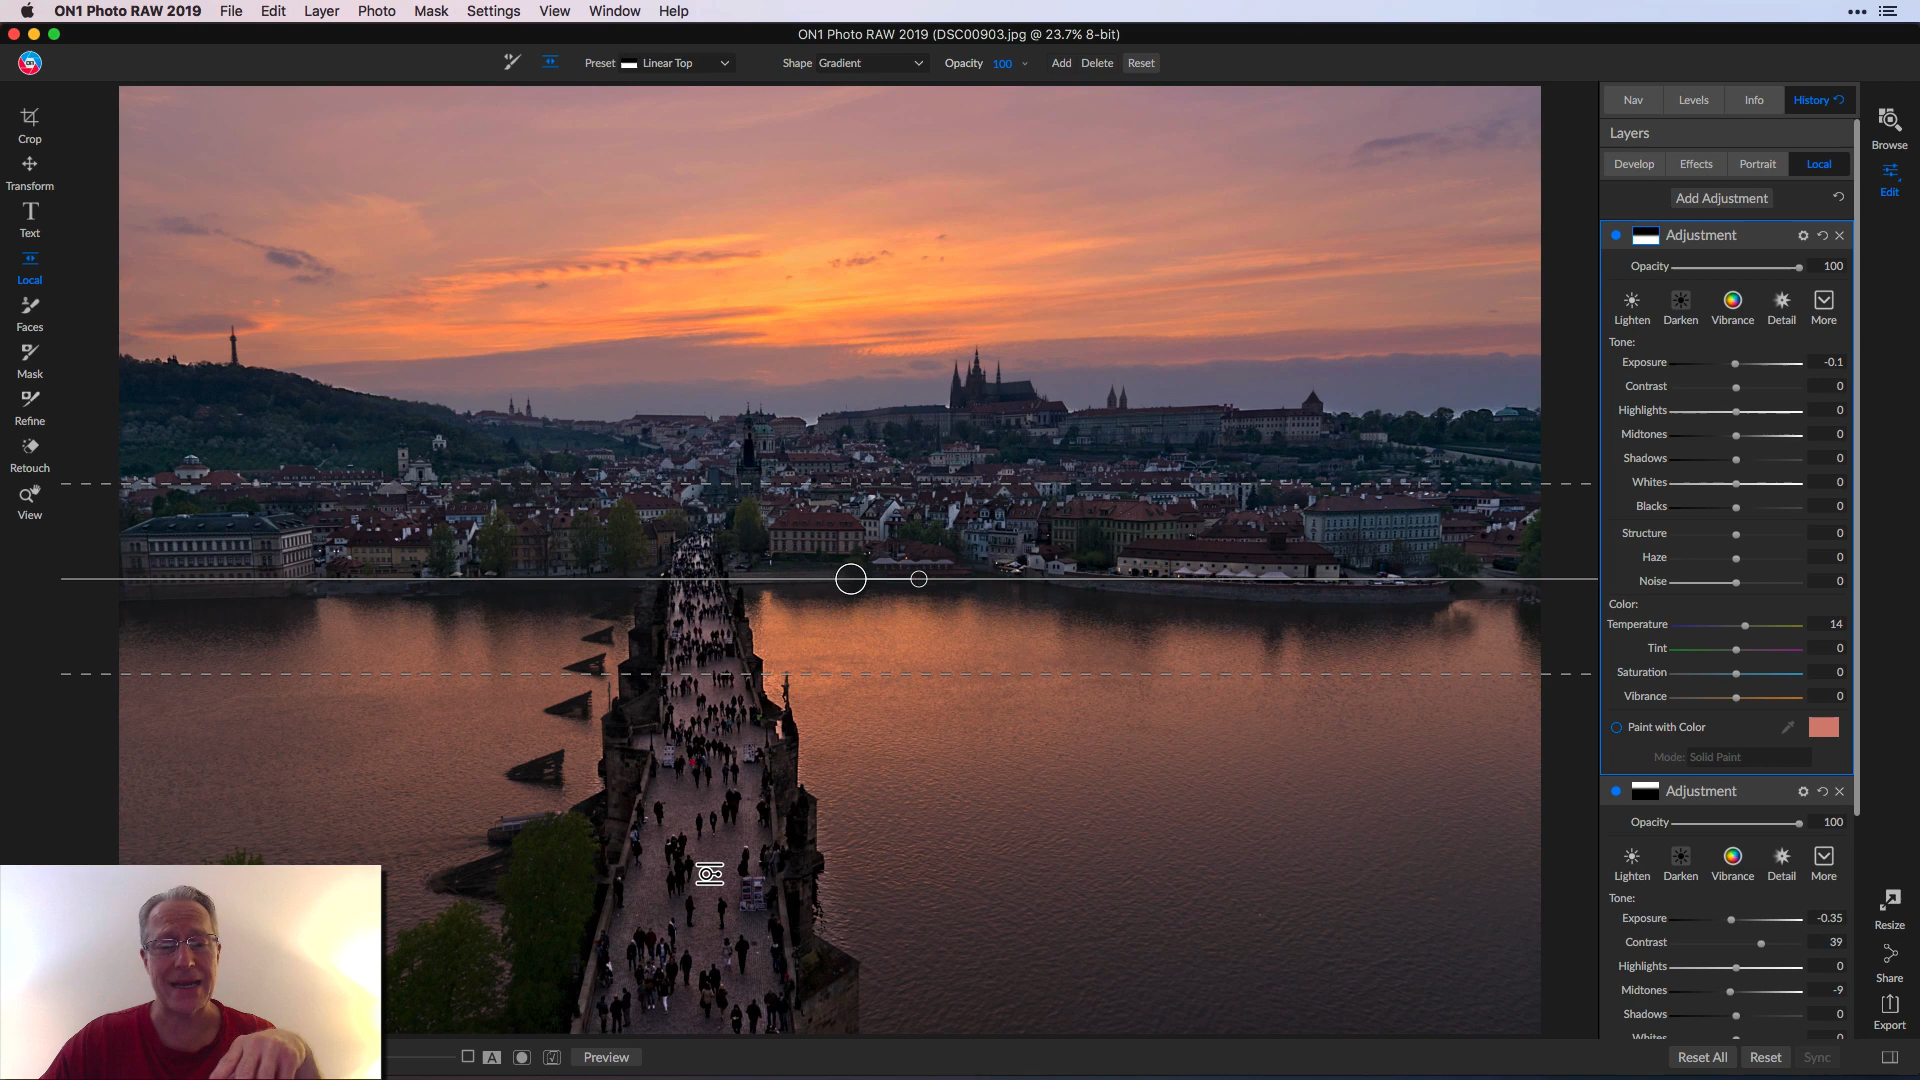 ON1 Photo RAW 2019 File Edit Layer Photo Mask Settings View Window Help
ON1 Photo RAW 2019 (DSC00903.jpg @ 23.7% 8-bit)
ON1
Preset Linear Top Shape Gradient Opacity 100 Add Delete Reset
Crop
Transform
Text
Local
Faces
Mask
Refine
Retouch
View
Nav Levels Info History
Layers
Develop Effects Portrait Local
Add Adjustment
Adjustment
Opacity 100
Lighten Darken Vibrance Detail More
Tone:
Exposure -0.1
Contrast 0
Highlights 0
Midtones 0
Shadows 0
Whites 0
Blacks 0
Structure 0
Haze 0
Noise 0
Color:
Temperature 14
Tint 0
Saturation 0
Vibrance 0
Paint with Color
Mode: Solid Paint
Adjustment
Opacity 100
Lighten Darken Vibrance Detail More
Tone:
Exposure -0.35
Contrast 39
Highlights 0
Midtones -9
Shadows 0
Whites 0
Browse
Edit
Resize
Share
Export
A Preview
Reset All Reset Sync